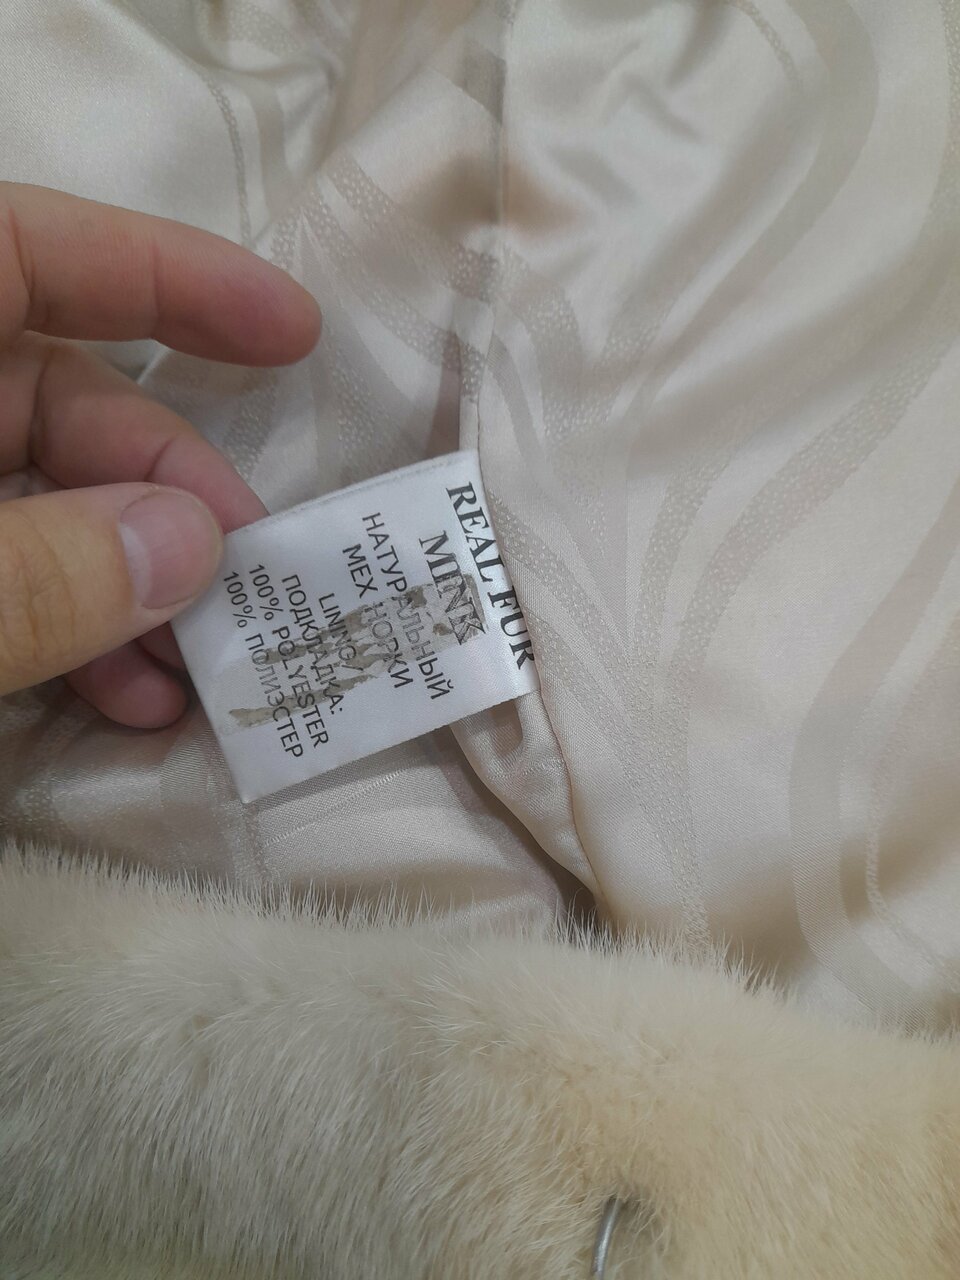 REAL FUR
MINK
НАТУРАЛЬНЫЙ
МЕХ НОРКИ
LINING/
ПОДКЛАДКА:
100% POLYESTER
100% ПОЛИЭСТЕР